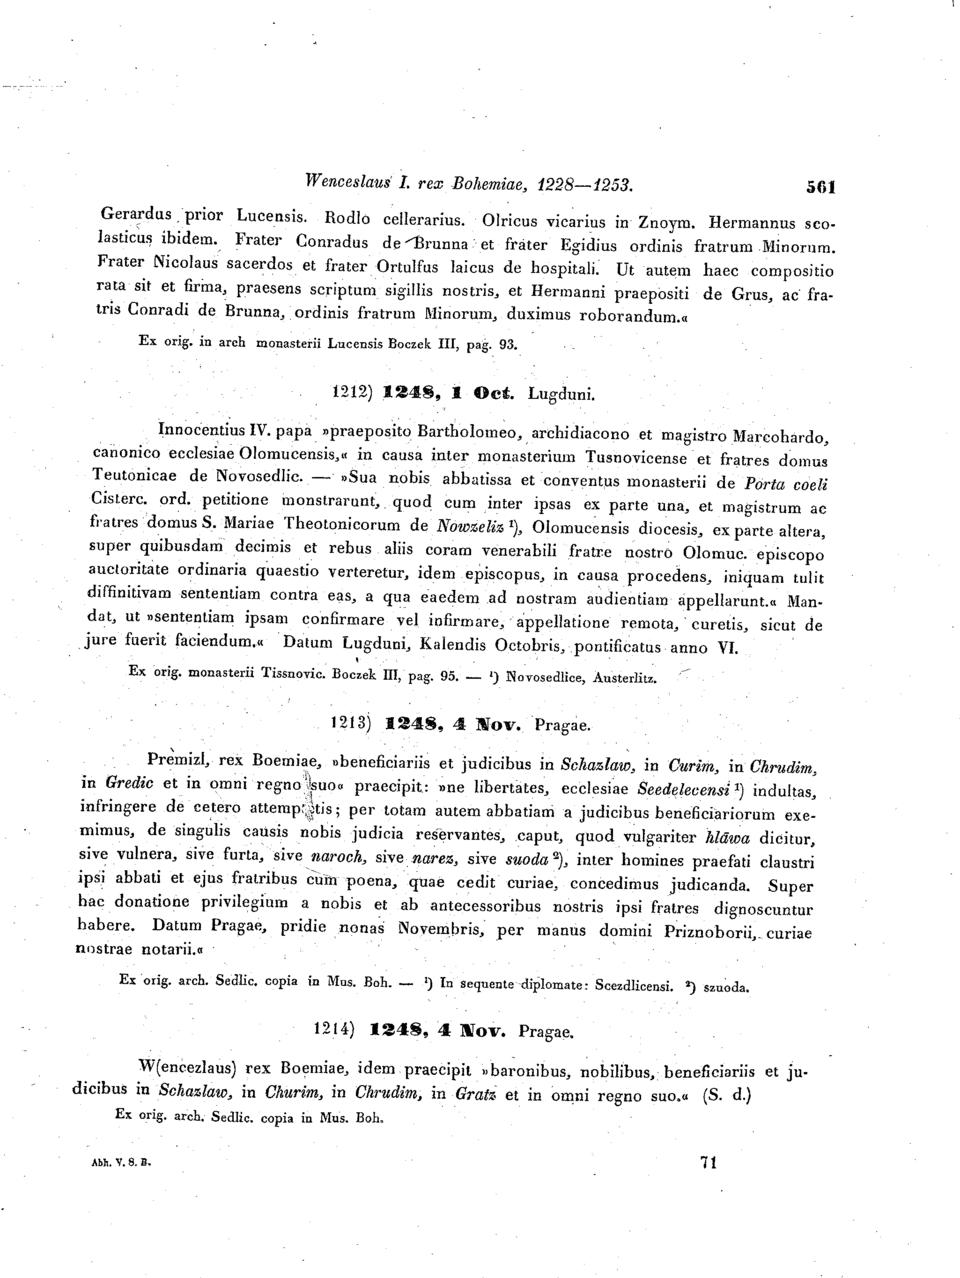 Wenceslaus I. rex Bohemiae, 1228—1253. 561
Gerardus prior Lucensis. Rodlo cellerarius. Olricus vicarius in Znoym. Hermannus sco-
lasticus ibidem. Frater Conradus de Brunna et frater Egidius ordinis fratrum Minorum.
Frater Nicolaus sacerdos et frater Ortulfus laicus de hospitali. Ut autem haec compositio
rata sit et firma, praesens scriptum sigillis nostris, et Hermanni praepositi de Grus, ac fra-
tris Conradi de Brunna, ordinis fratrum Minorum, duximus roborandum.«
Ex orig. in arch monasterii Lucensis Boczek III, pag. 93.
1212) 1248, 1 Oct. Lugduni.
Innocentius IV. papa »praeposito Bartholomeo, archidiacono et magistro Marcohardo,
canonico ecclesiae Olomucensis,« in causa inter monasterium Tusnovicense et fratres domus
Teutonicae de Novosedlic. — »Sua nobis abbatissa et conventus monasterii de Porta coeli
Cisterc. ord. petitione monstrarunt, quod cum inter ipsas ex parte una, et magistrum ac
fratres domus S. Mariae Theotonicorum de Nowzeliz ¹), Olomucensis diocesis, ex parte altera,
super quibusdam decimis et rebus aliis coram venerabili fratre nostro Olomuc. episcopo
auctoritate ordinaria quaestio verteretur, idem episcopus, in causa procedens, iniquam tulit
diffinitivam sententiam contra eas, a qua eaedem ad nostram audientiam appellarunt.« Man-
dat, ut »sententiam ipsam confirmare vel infirmare, appellatione remota, curetis, sicut de
jure fuerit faciendum.« Datum Lugduni, Kalendis Octobris, pontificatus anno VI.
Ex orig. monasterii Tissnovic. Boczek III, pag. 95. — ¹) Novosedlice, Austerlitz.
1213) 1248, 4 Nov. Pragae.
Premizl, rex Boemiae, »beneficiariis et judicibus in Schazlaw, in Curim, in Chrudim,
in Gredic et in omni regno suo« praecipit: »ne libertates, ecclesiae Seedelecensi ¹) indultas,
infringere de cetero attemptetis; per totam autem abbatiam a judicibus beneficiariorum exe-
mimus, de singulis causis nobis judicia reservantes, caput, quod vulgariter hláwa dicitur,
sive vulnera, sive furta, sive naroch, sive narez, sive suoda ²), inter homines praefati claustri
ipsi abbati et ejus fratribus cum poena, quae cedit curiae, concedimus judicanda. Super
hac donatione privilegium a nobis et ab antecessoribus nostris ipsi fratres dignoscuntur
habere. Datum Pragae, pridie nonas Novembris, per manus domini Priznoborii, curiae
nostrae notarii.«
Ex orig. arch. Sedlic. copia in Mus. Boh. — ¹) In sequente diplomate: Scezdlicensi. ²) szuoda.
1214) 1248, 4 Nov. Pragae.
W(encezlaus) rex Boemiae, idem praecipit »baronibus, nobilibus, beneficiariis et ju-
dicibus in Schazlaw, in Churim, in Chrudim, in Gratz et in omni regno suo.« (S. d.)
Ex orig. arch. Sedlic. copia in Mus. Boh.
Abh. V. 8. B. 71